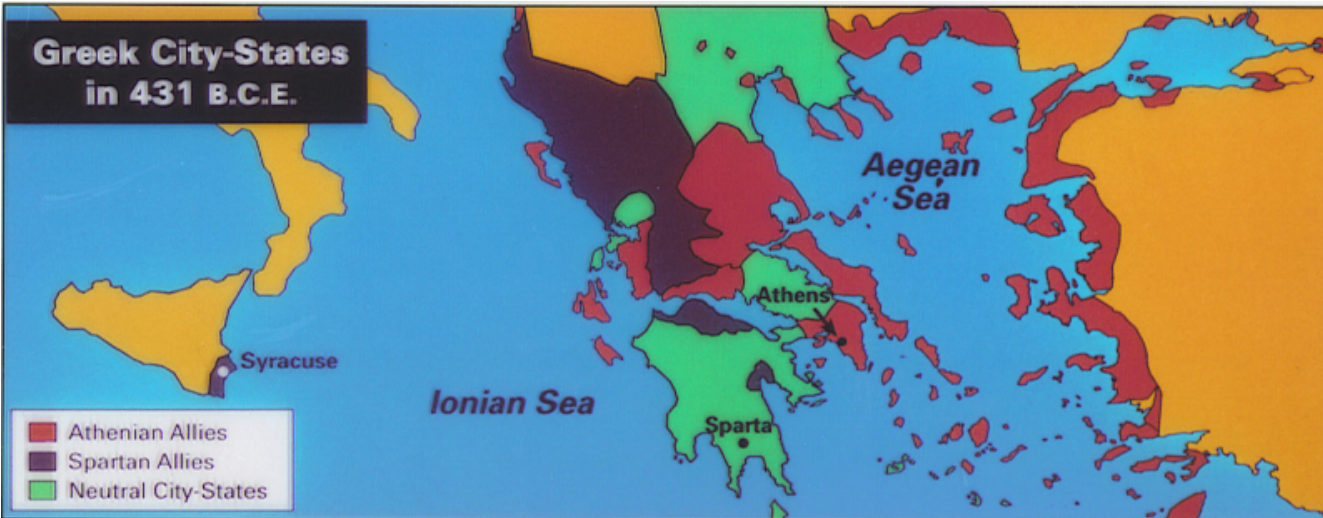 Greek City-States
in 431 B.C.E.
Aegean
Sea
Athens
Syracuse
Ionian Sea
Sparta
Athenian Allies
Spartan Allies
Neutral City-States